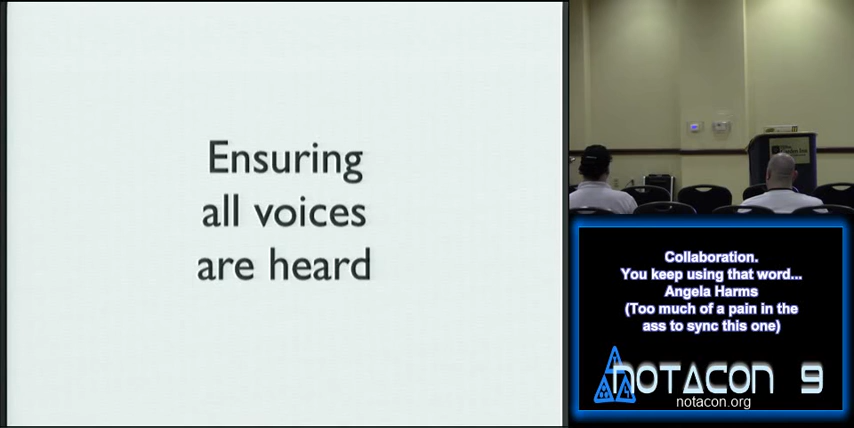 Ensuring
all voices
are heard
Collaboration.
You keep using that word...
Angela Harms
(Too much of a pain in the
ass to sync this one)
NOTACON 9
notacon.org